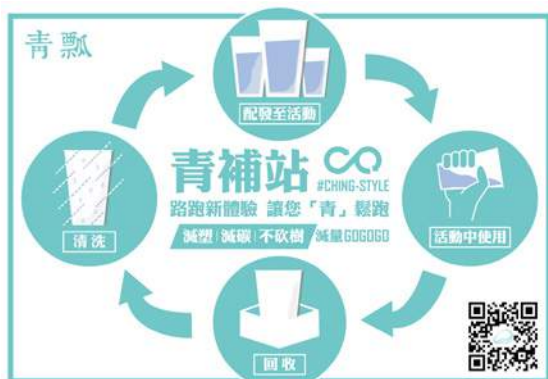 青瓢
配發至活動
青補站
#CHING-STYLE
路跑新體驗 讓您「青」鬆跑
減塑|減碳|不砍樹 減量GOGOGO
清洗
活動中使用
回收